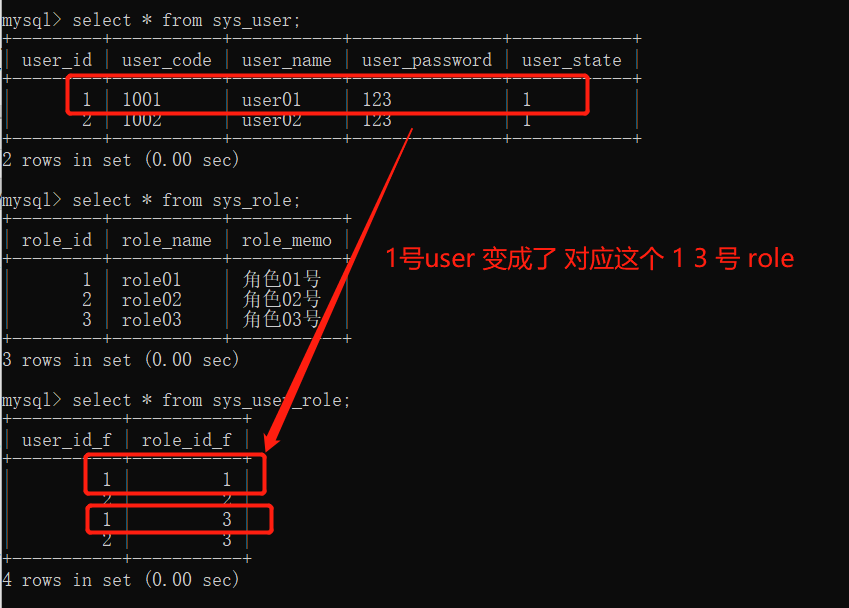 mysql> select * from sys_user;
user_id | user_code | user_name | user_password | user_state
1 | 1001 | user01 | 123 | 1
2 | 1002 | user02 | 123 | 1
2 rows in set (0.00 sec)
mysql> select * from sys_role;
role_id | role_name | role_memo
1号user 变成了 对应这个 1 3 号 role
1 | role01 | 角色01号
2 | role02 | 角色02号
3 | role03 | 角色03号
3 rows in set (0.00 sec)
mysql> select * from sys_user_role;
user_id_f | role_id_f
1 | 1
2 | 2
1 | 3
2 | 3
4 rows in set (0.00 sec)